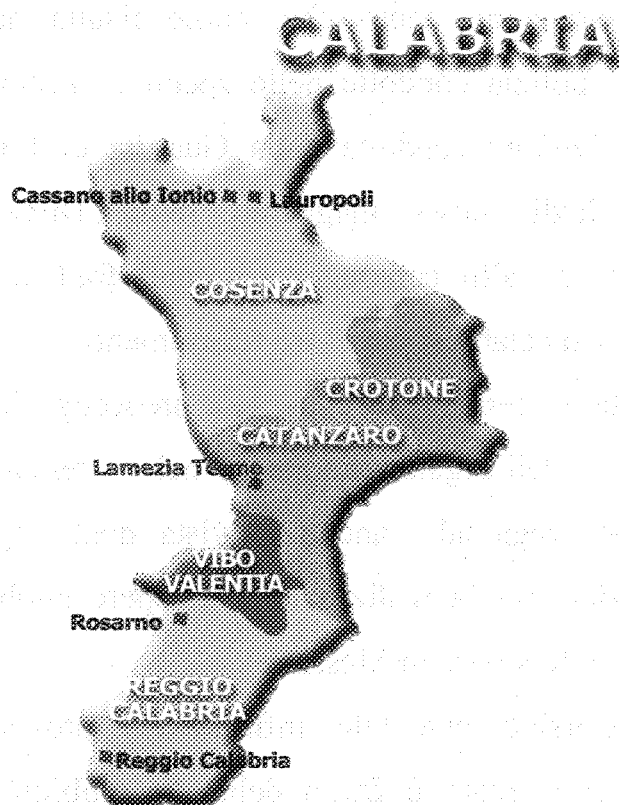 CALABRIA
Cassano allo Ionio
Lauropoli
COSENZA
CROTONE
CATANZARO
Lamezia Terme
VIBO
VALENTIA
Rosarno
REGGIO
CALABRIA
Reggio Calabria